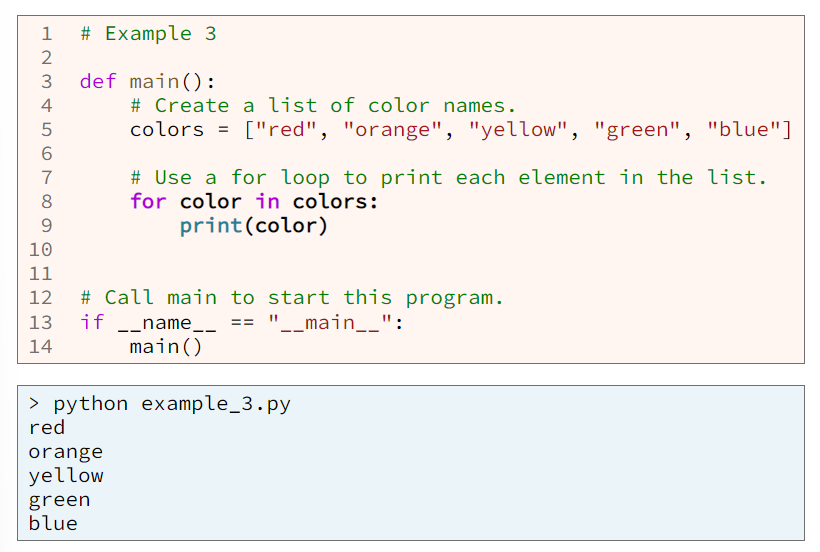 1 # Example 3
2
3 def main():
4     # Create a list of color names.
5     colors = ["red", "orange", "yellow", "green", "blue"]
6
7     # Use a for loop to print each element in the list.
8     for color in colors:
9         print(color)
10
11
12 # Call main to start this program.
13 if __name__ == "__main__":
14     main()
> python example_3.py
red
orange
yellow
green
blue